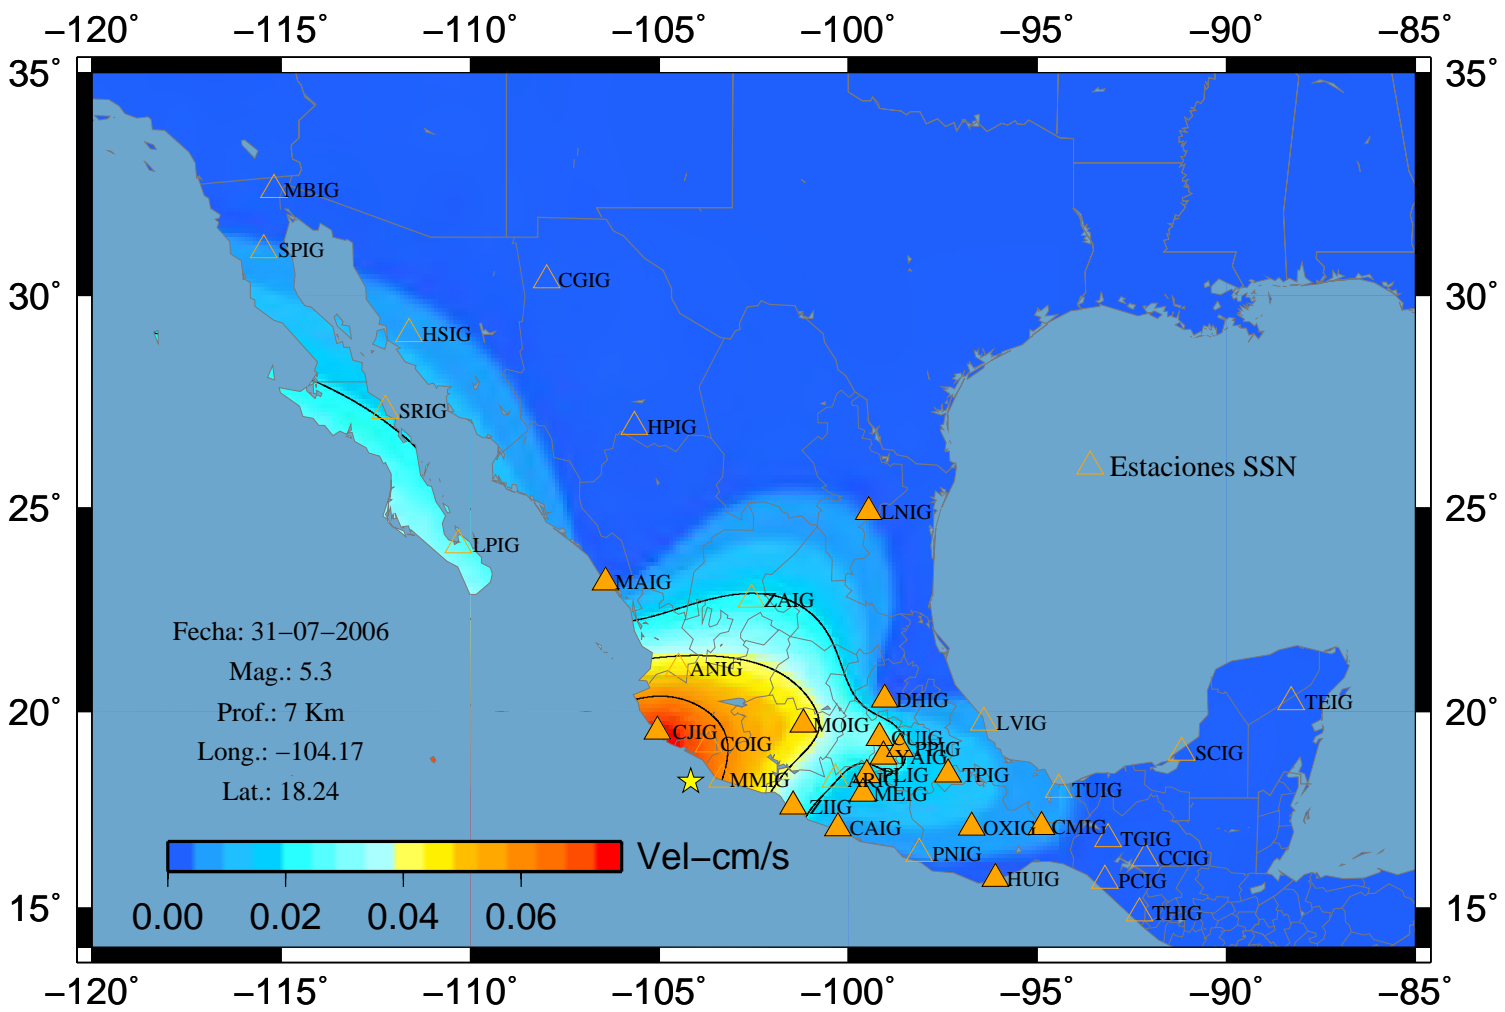 −120° −115° −110° −105° −100° −95° −90° −85°
35° 35°
MBIG
SPIG
CGIG
30° 30°
HSIG
SRIG
HPIG
Estaciones SSN
25° LNIG 25°
LPIG
MAIG
ZAIG
Fecha: 31−07−2006
Mag.: 5.3
ANIG
DHIG
TEIG
Prof.: 7 Km
20° 20°
CJIG
MOIG
LVIG
COIG
CUIG
PPIG
YAIG
SCIG
Long.: −104.17
MMIG
ARIG
PLIG
TPIG
Lat.: 18.24
MEIG
TUIG
ZIIG
CAIG
OXIG
CMIG
TGIG
PNIG
CCIG
Vel−cm/s
HUIG
PCIG
THIG
0.00 0.02 0.04 0.06
15° 15°
−120° −115° −110° −105° −100° −95° −90° −85°